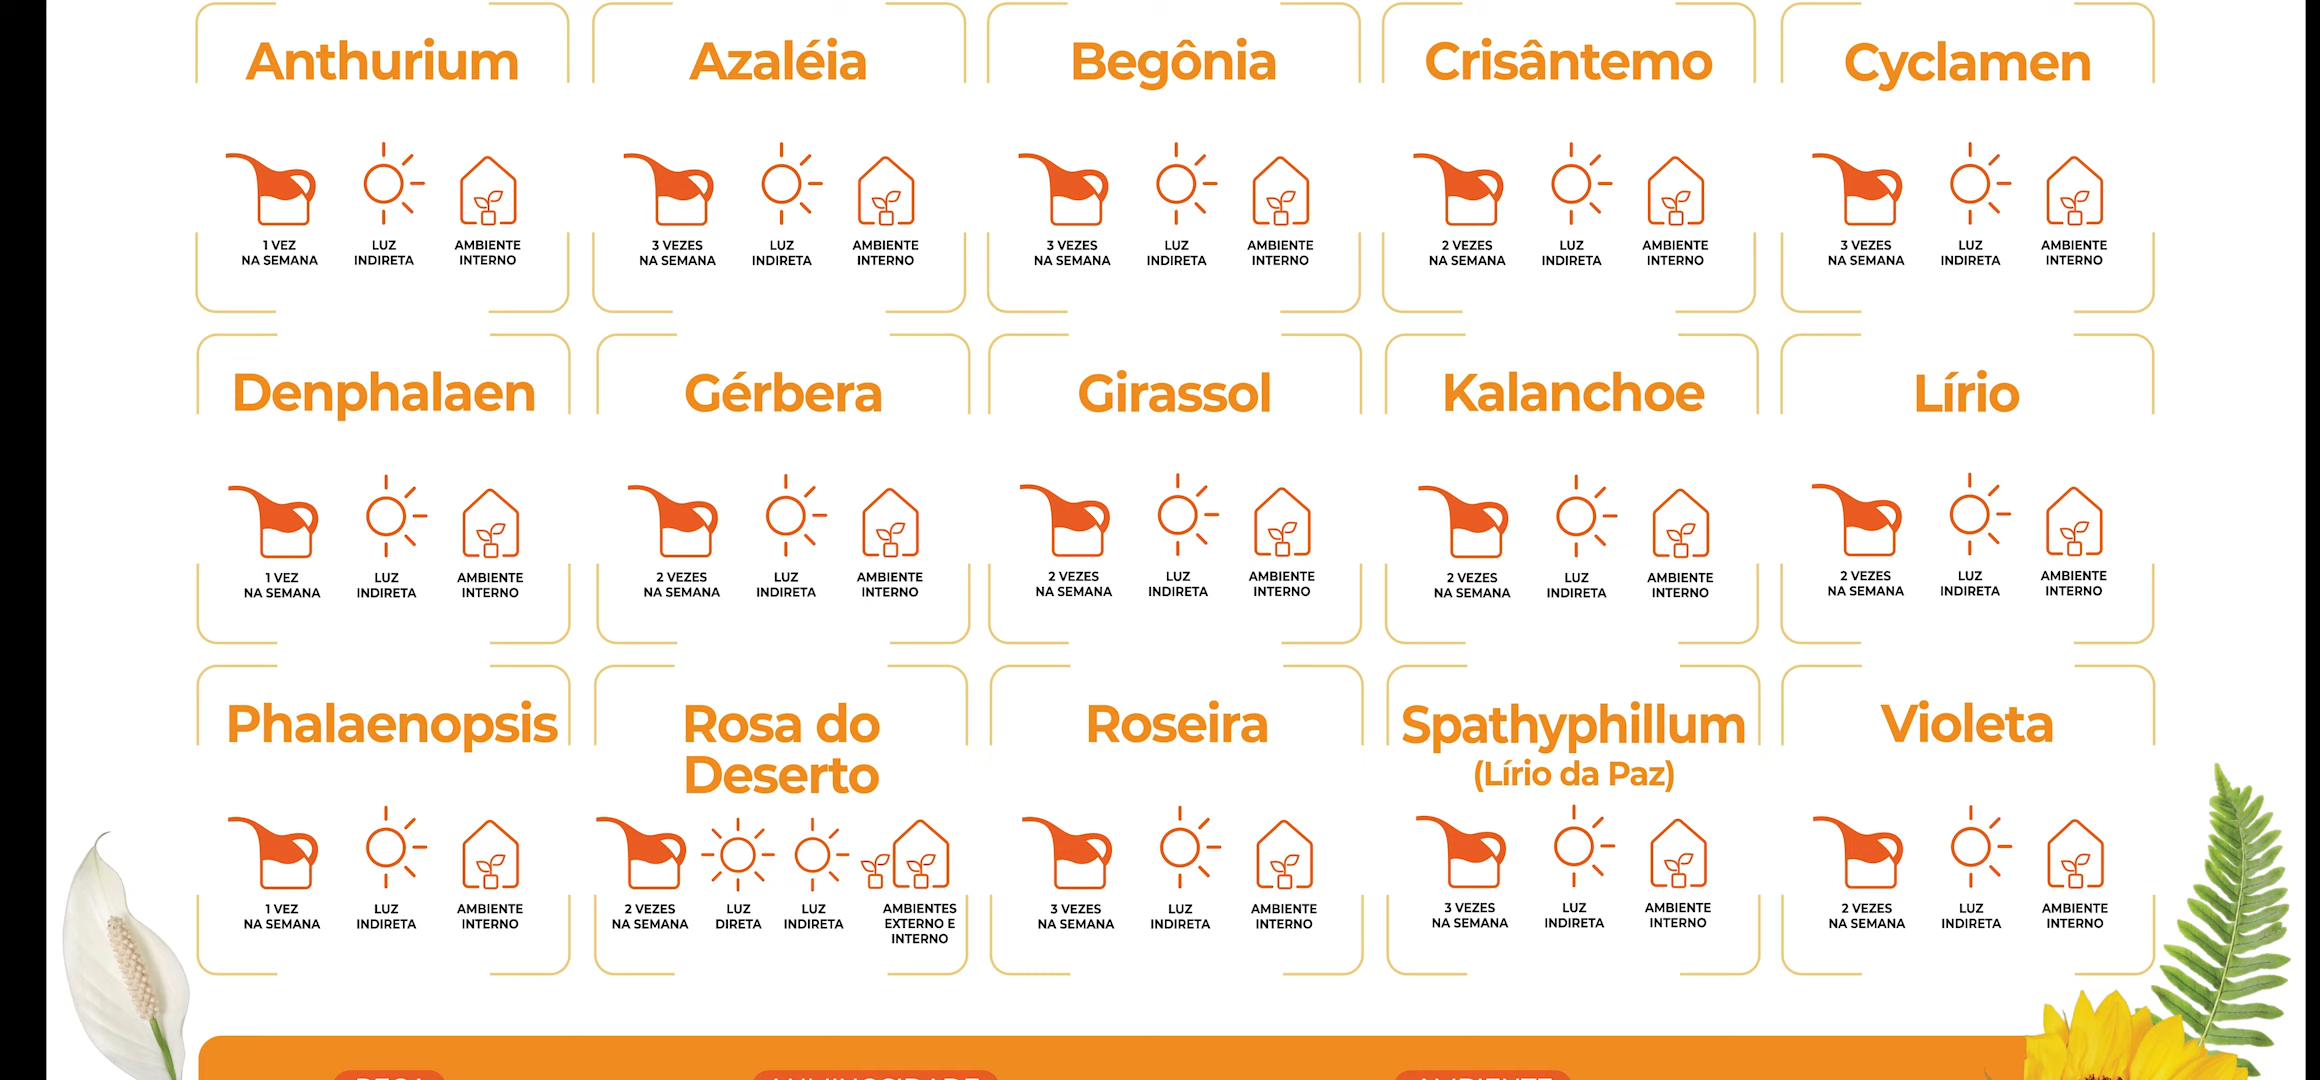 Anthurium
1 VEZ
NA SEMANA
LUZ
INDIRETA
AMBIENTE
INTERNO
Azaléia
3 VEZES
NA SEMANA
LUZ
INDIRETA
AMBIENTE
INTERNO
Begônia
3 VEZES
NA SEMANA
LUZ
INDIRETA
AMBIENTE
INTERNO
Crisântemo
2 VEZES
NA SEMANA
LUZ
INDIRETA
AMBIENTE
INTERNO
Cyclamen
3 VEZES
NA SEMANA
LUZ
INDIRETA
AMBIENTE
INTERNO
Denphalaen
1 VEZ
NA SEMANA
LUZ
INDIRETA
AMBIENTE
INTERNO
Gérbera
2 VEZES
NA SEMANA
LUZ
INDIRETA
AMBIENTE
INTERNO
Girassol
2 VEZES
NA SEMANA
LUZ
INDIRETA
AMBIENTE
INTERNO
Kalanchoe
2 VEZES
NA SEMANA
LUZ
INDIRETA
AMBIENTE
INTERNO
Lírio
2 VEZES
NA SEMANA
LUZ
INDIRETA
AMBIENTE
INTERNO
Phalaenopsis
1 VEZ
NA SEMANA
LUZ
INDIRETA
AMBIENTE
INTERNO
Rosa do
Deserto
2 VEZES
NA SEMANA
LUZ
DIRETA
LUZ
INDIRETA
AMBIENTES
EXTERNO E
INTERNO
Roseira
3 VEZES
NA SEMANA
LUZ
INDIRETA
AMBIENTE
INTERNO
Spathyphillum
(Lírio da Paz)
3 VEZES
NA SEMANA
LUZ
INDIRETA
AMBIENTE
INTERNO
Violeta
2 VEZES
NA SEMANA
LUZ
INDIRETA
AMBIENTE
INTERNO